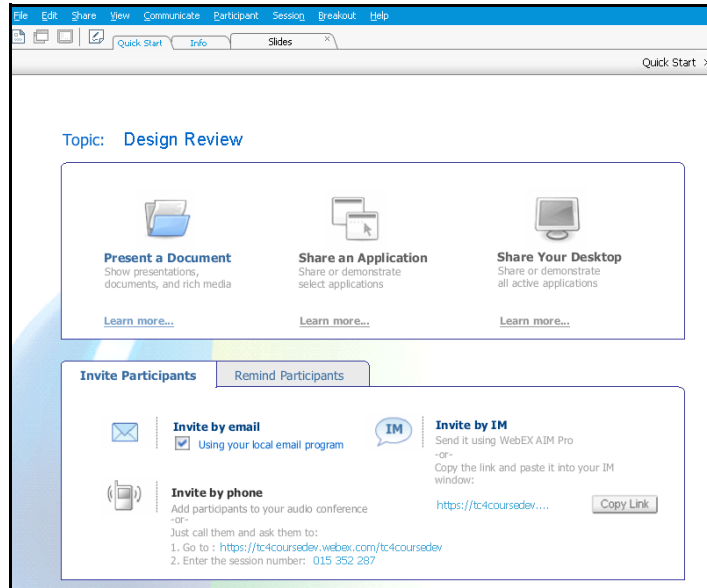 File Edit Share View Communicate Participant Session Breakout Help
Quick Start Info Slides ×
Quick Start
Topic: Design Review
Present a Document
Show presentations,
documents, and rich media
Learn more...
Share an Application
Share or demonstrate
select applications
Learn more...
Share Your Desktop
Share or demonstrate
all active applications
Learn more...
Invite Participants Remind Participants
Invite by email
Using your local email program
Invite by phone
Add participants to your audio conference
-or-
Just call them and ask them to:
1. Go to : https://tc4coursedev.webex.com/tc4coursedev
2. Enter the session number: 015 352 287
IM
Invite by IM
Send it using WebEX AIM Pro
-or-
Copy the link and paste it into your IM
window:
https://tc4coursedev.... Copy Link